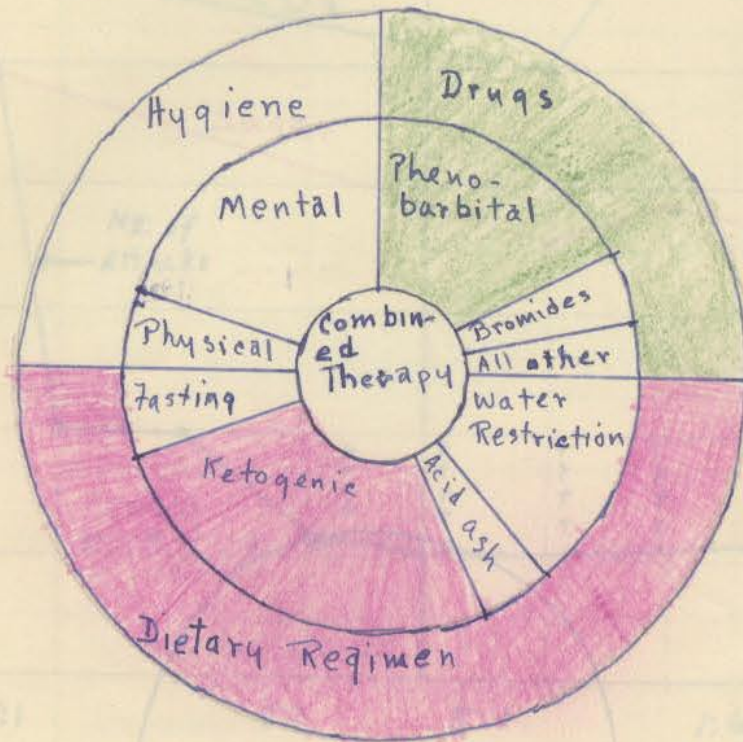 Hygiene
Drugs
Mental
Pheno-
barbital
Physical
Combin-
ed
Therapy
Bromides
All other
Fasting
Water
Restriction
Ketogenic
Acid ash
Dietary Regimen